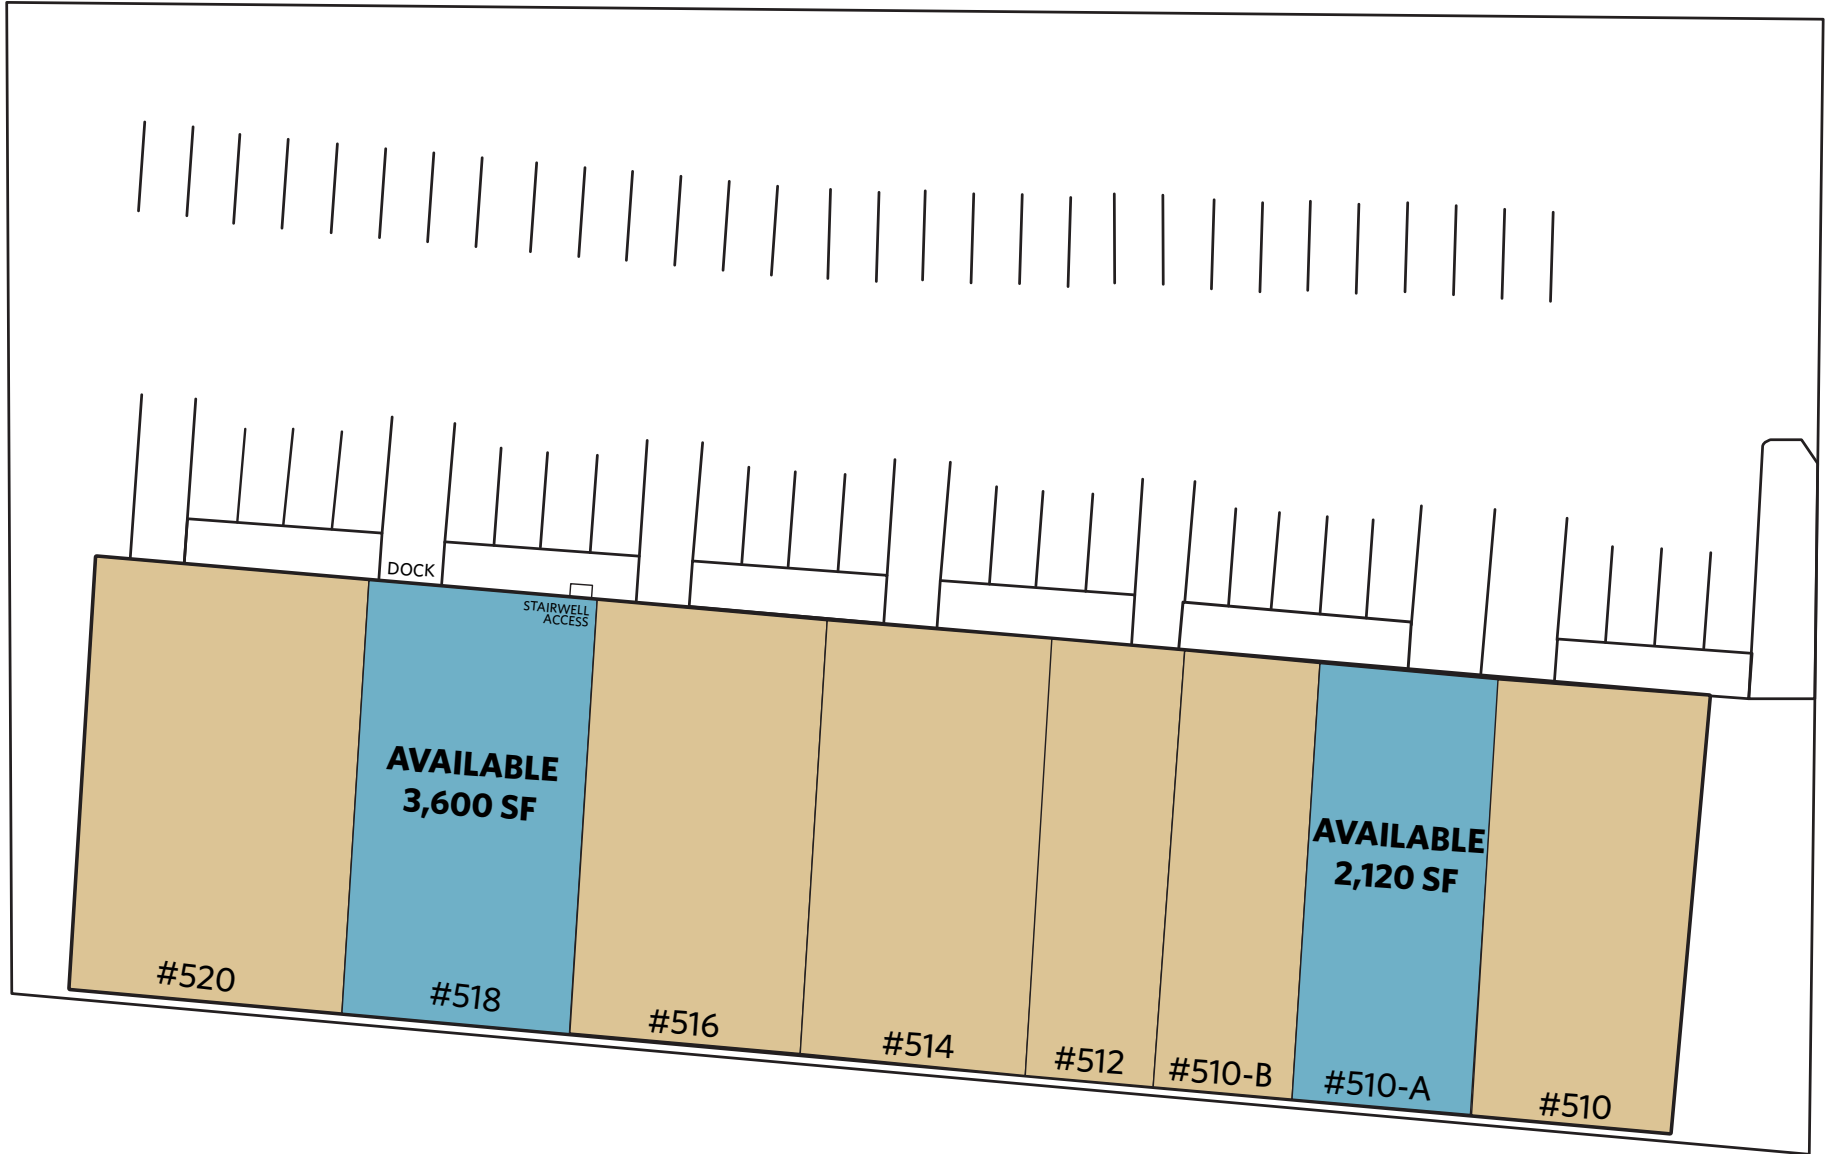 DOCK
STAIRWELL
ACCESS
AVAILABLE
3,600 SF
AVAILABLE
2,120 SF
#520
#518
#516
#514
#512
#510-B
#510-A
#510